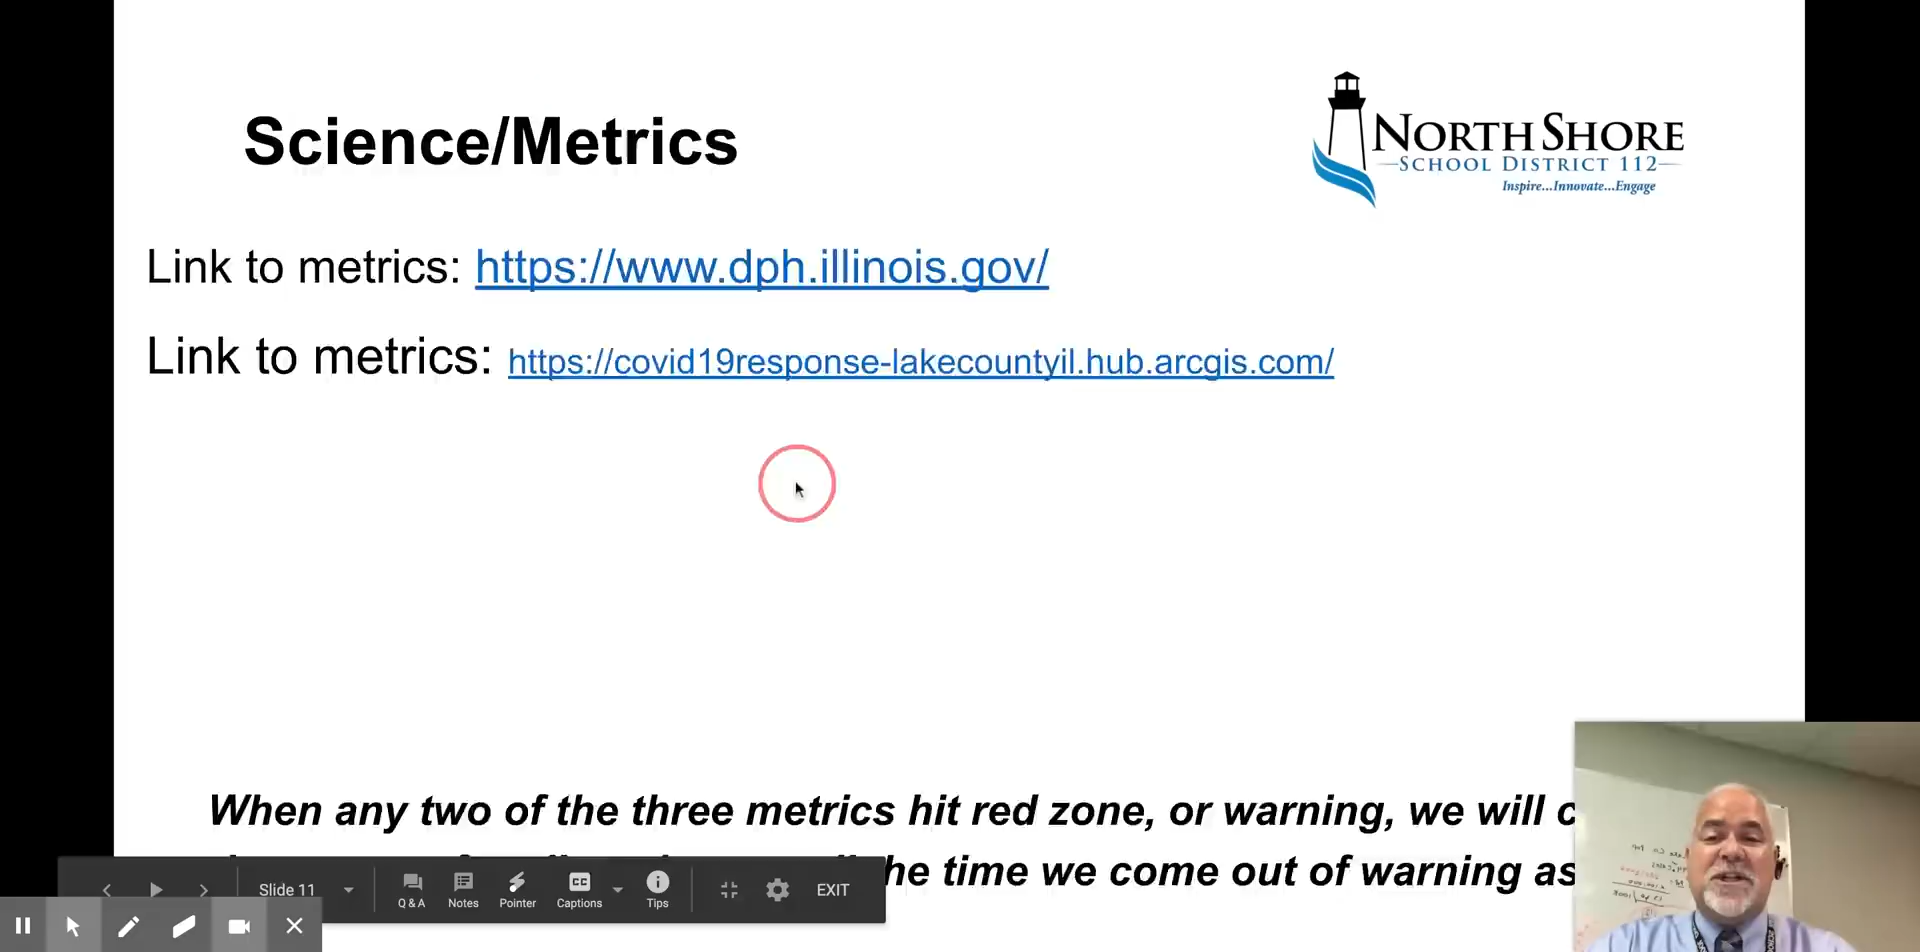 Science/Metrics
NORTH SHORE
SCHOOL DISTRICT 112
Inspire...Innovate...Engage
Link to metrics: https://www.dph.illinois.gov/
Link to metrics: https://covid19response-lakecountyil.hub.arcgis.com/
When any two of the three metrics hit red zone, or warning, we will
the time we come out of warning as
Slide 11
Q & A
Notes
Pointer
CC
Captions
Tips
EXIT